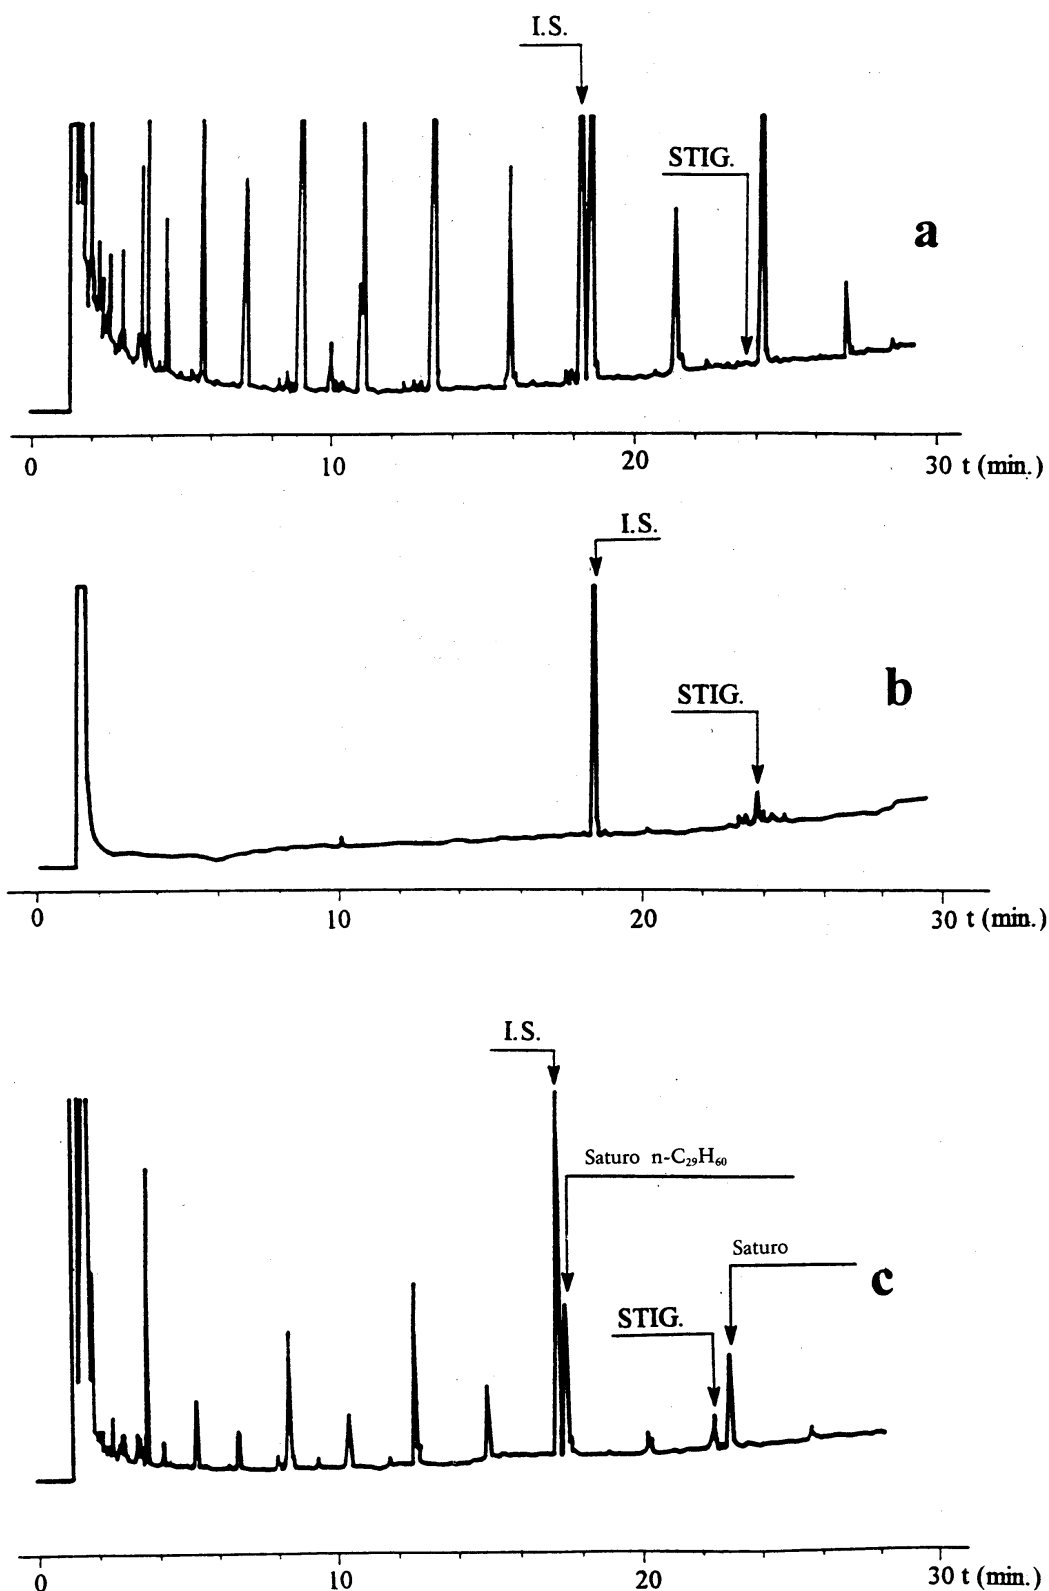 I.S.
STIG.
a
0 10 20 30 t (min.)
I.S.
STIG.
b
0 10 20 30 t (min.)
I.S.
Saturo n-C₂₉H₆₀
Saturo
STIG.
c
0 10 20 30 t (min.)